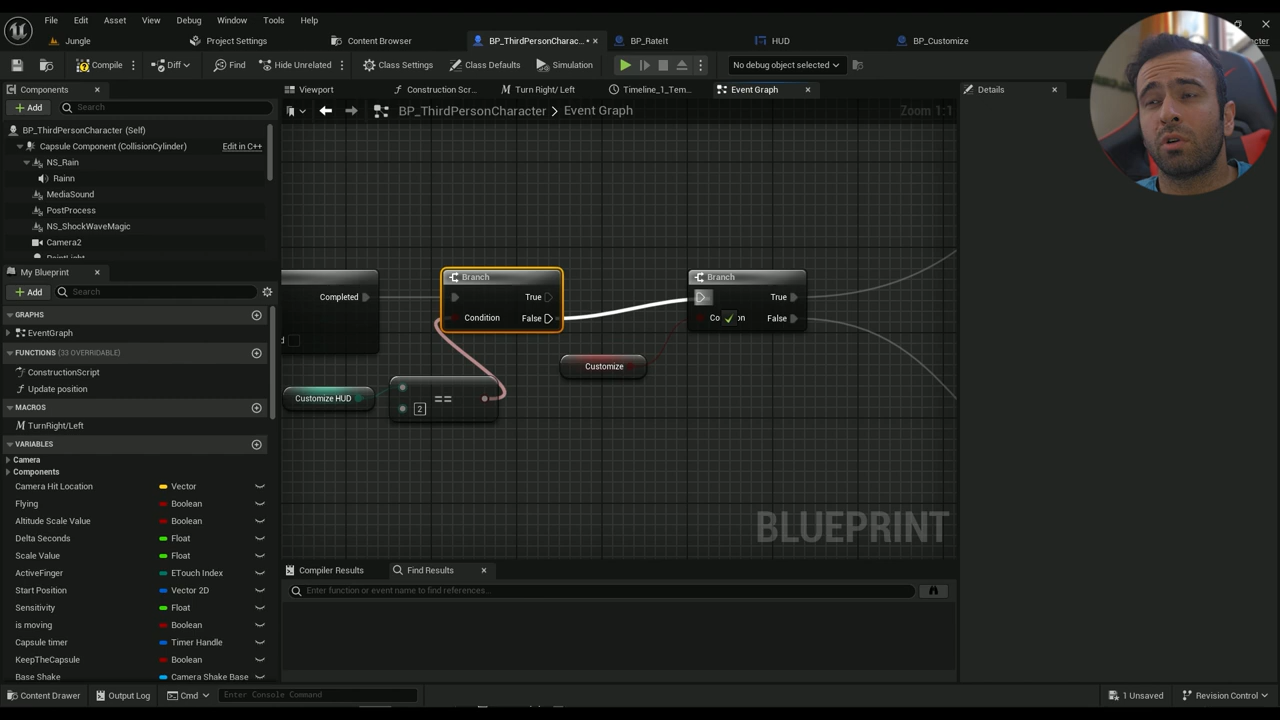 File Edit Asset View Debug Window Tools Help
Jungle Project Settings Content Browser BP_ThirdPersonCharac... BP_RateIt HUD BP_Customize cter
Compile Diff Find Hide Unrelated Class Settings Class Defaults Simulation No debug object selected
Components
Viewport Construction Scr... Turn Right/ Left Timeline_1_Tem... Event Graph Details
Add Search
BP_ThirdPersonCharacter > Event Graph Zoom 1:1
BP_ThirdPersonCharacter (Self)
Capsule Component (CollisionCylinder) Edit in C++
NS_Rain
Rainn
MediaSound
PostProcess
NS_ShockWaveMagic
Camera2
PointLight
My Blueprint
Add Search
GRAPHS
EventGraph
FUNCTIONS (33 OVERRIDABLE)
ConstructionScript
Update position
MACROS
TurnRight/Left
VARIABLES
Camera
Components
Camera Hit Location Vector
Flying Boolean
Altitude Scale Value Boolean
Delta Seconds Float
Scale Value Float
ActiveFinger ETouch Index
Start Position Vector 2D
Sensitivity Float
is moving Boolean
Capsule timer Timer Handle
KeepTheCapsule Boolean
Base Shake Camera Shake Base
Branch Branch
Completed True True
d Condition False Co on False
Customize
Customize HUD == 
2
BLUEPRINT
Compiler Results Find Results
Enter function or event name to find references...
Content Drawer Output Log Cmd Enter Console Command 1 Unsaved Revision Control